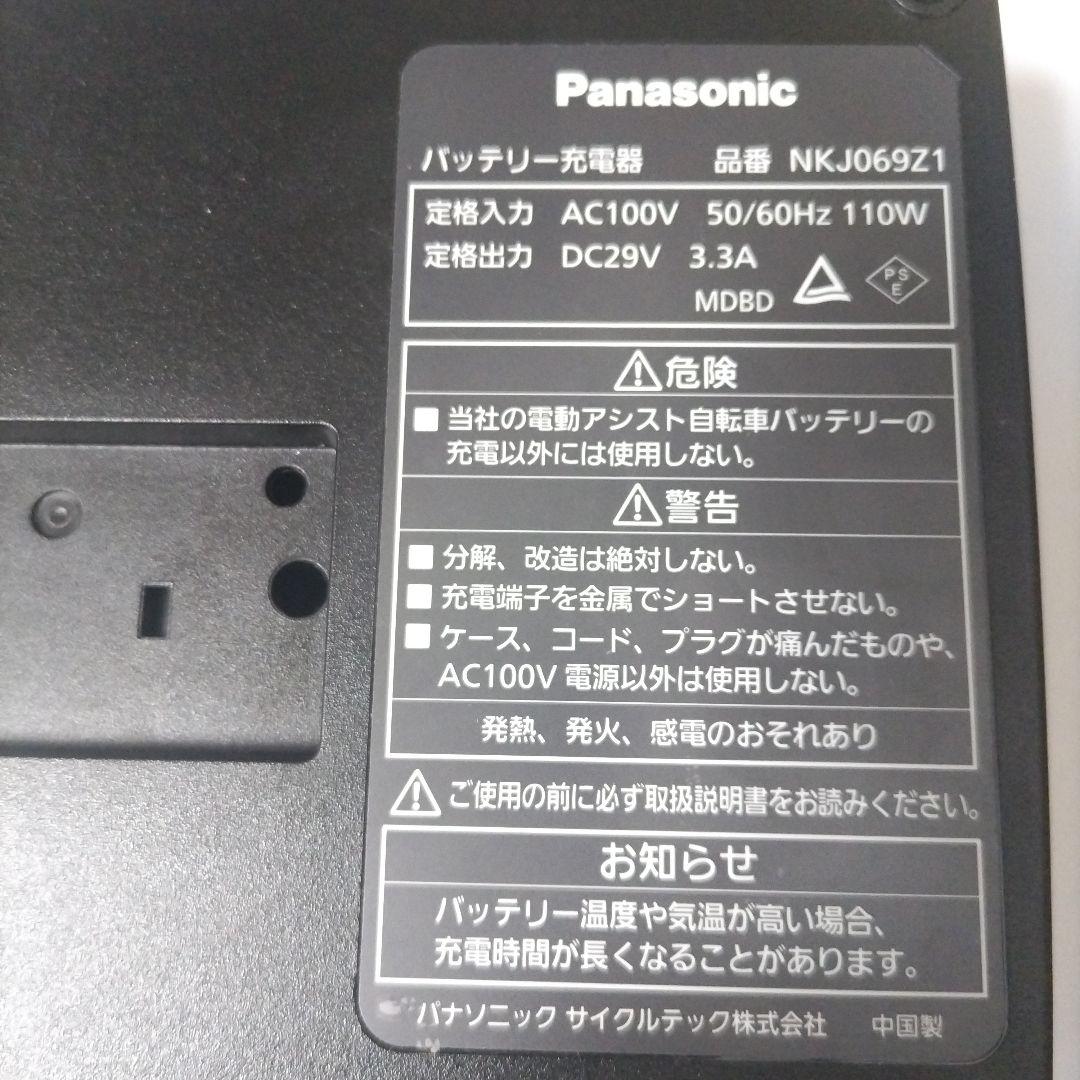 Panasonic
バッテリー充電器 品番 NKJ069Z1
定格入力 AC100V 50/60Hz 110W
定格出力 DC29V 3.3A
MDBD
PS
E
危険
■ 当社の電動アシスト自転車バッテリーの
充電以外には使用しない。
警告
■ 分解、改造は絶対しない。
■ 充電端子を金属でショートさせない。
■ ケース、コード、プラグが痛んだものや、
AC100V 電源以外は使用しない。
発熱、発火、感電のおそれあり
ご使用の前に必ず取扱説明書をお読みください。
お知らせ
バッテリー温度や気温が高い場合、
充電時間が長くなることがあります。
パナソニック サイクルテック株式会社 中国製